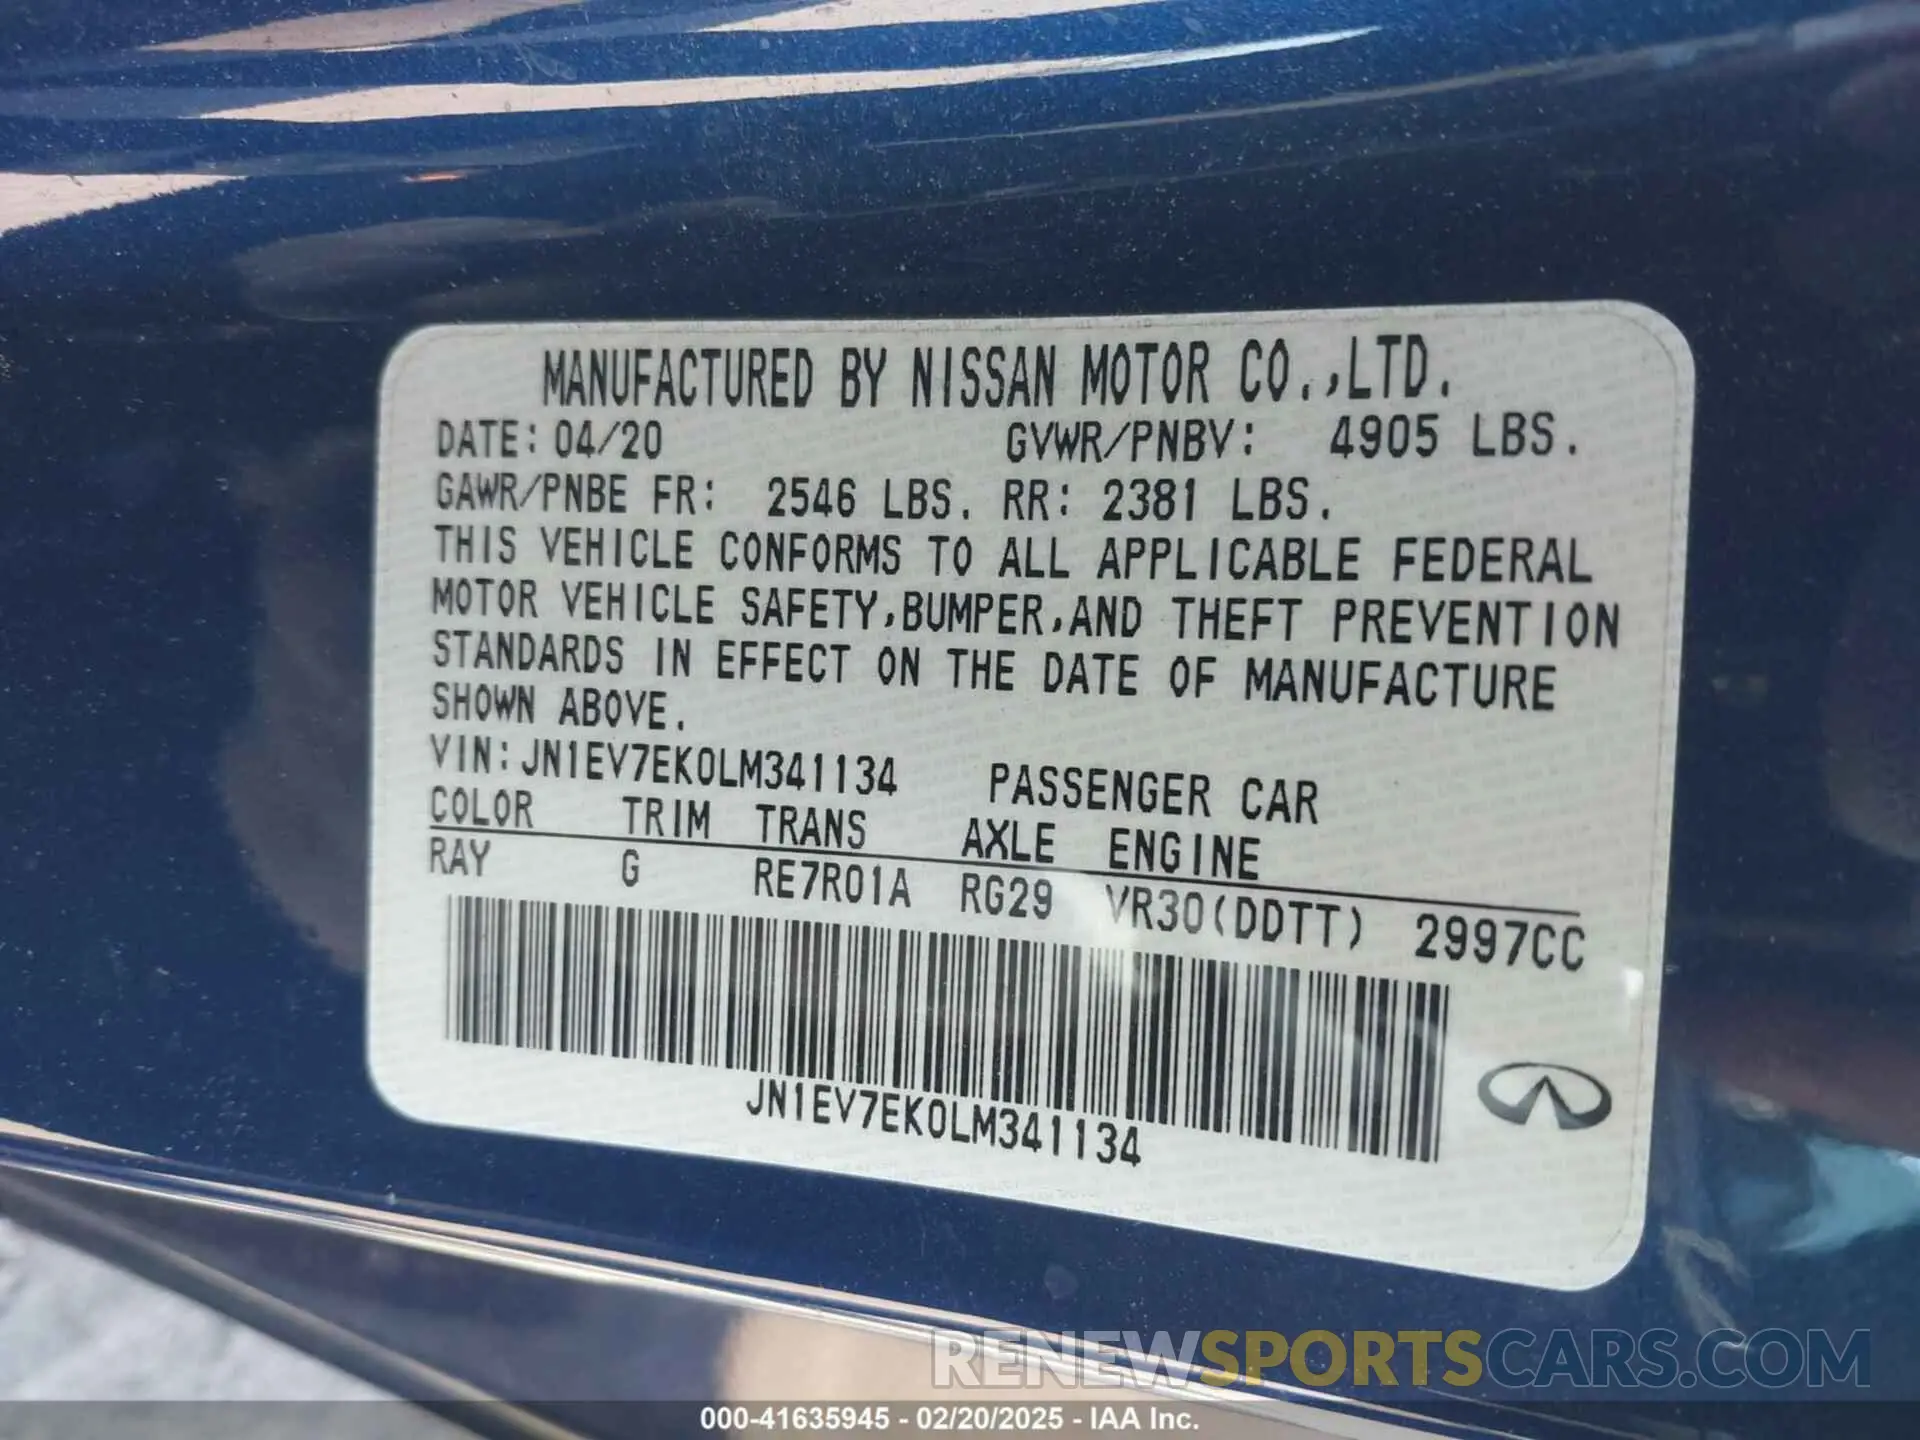 MANUFACTURED BY NISSAN MOTOR CO.,LTD.
DATE: 04/20 GVWR/PNBV: 4905 LBS.
GAWR/PNBE FR: 2546 LBS. RR: 2381 LBS.
THIS VEHICLE CONFORMS TO ALL APPLICABLE FEDERAL
MOTOR VEHICLE SAFETY,BUMPER,AND THEFT PREVENTION
STANDARDS IN EFFECT ON THE DATE OF MANUFACTURE
SHOWN ABOVE.
VIN:JN1EV7EK0LM341134 PASSENGER CAR
COLOR TRIM TRANS AXLE ENGINE
RAY G RE7R01A RG29 VR30(DDTT) 2997CC
JN1EV7EK0LM341134
RENEWSPORTSCARS.COM
000-41635945 - 02/20/2025 - IAA Inc.